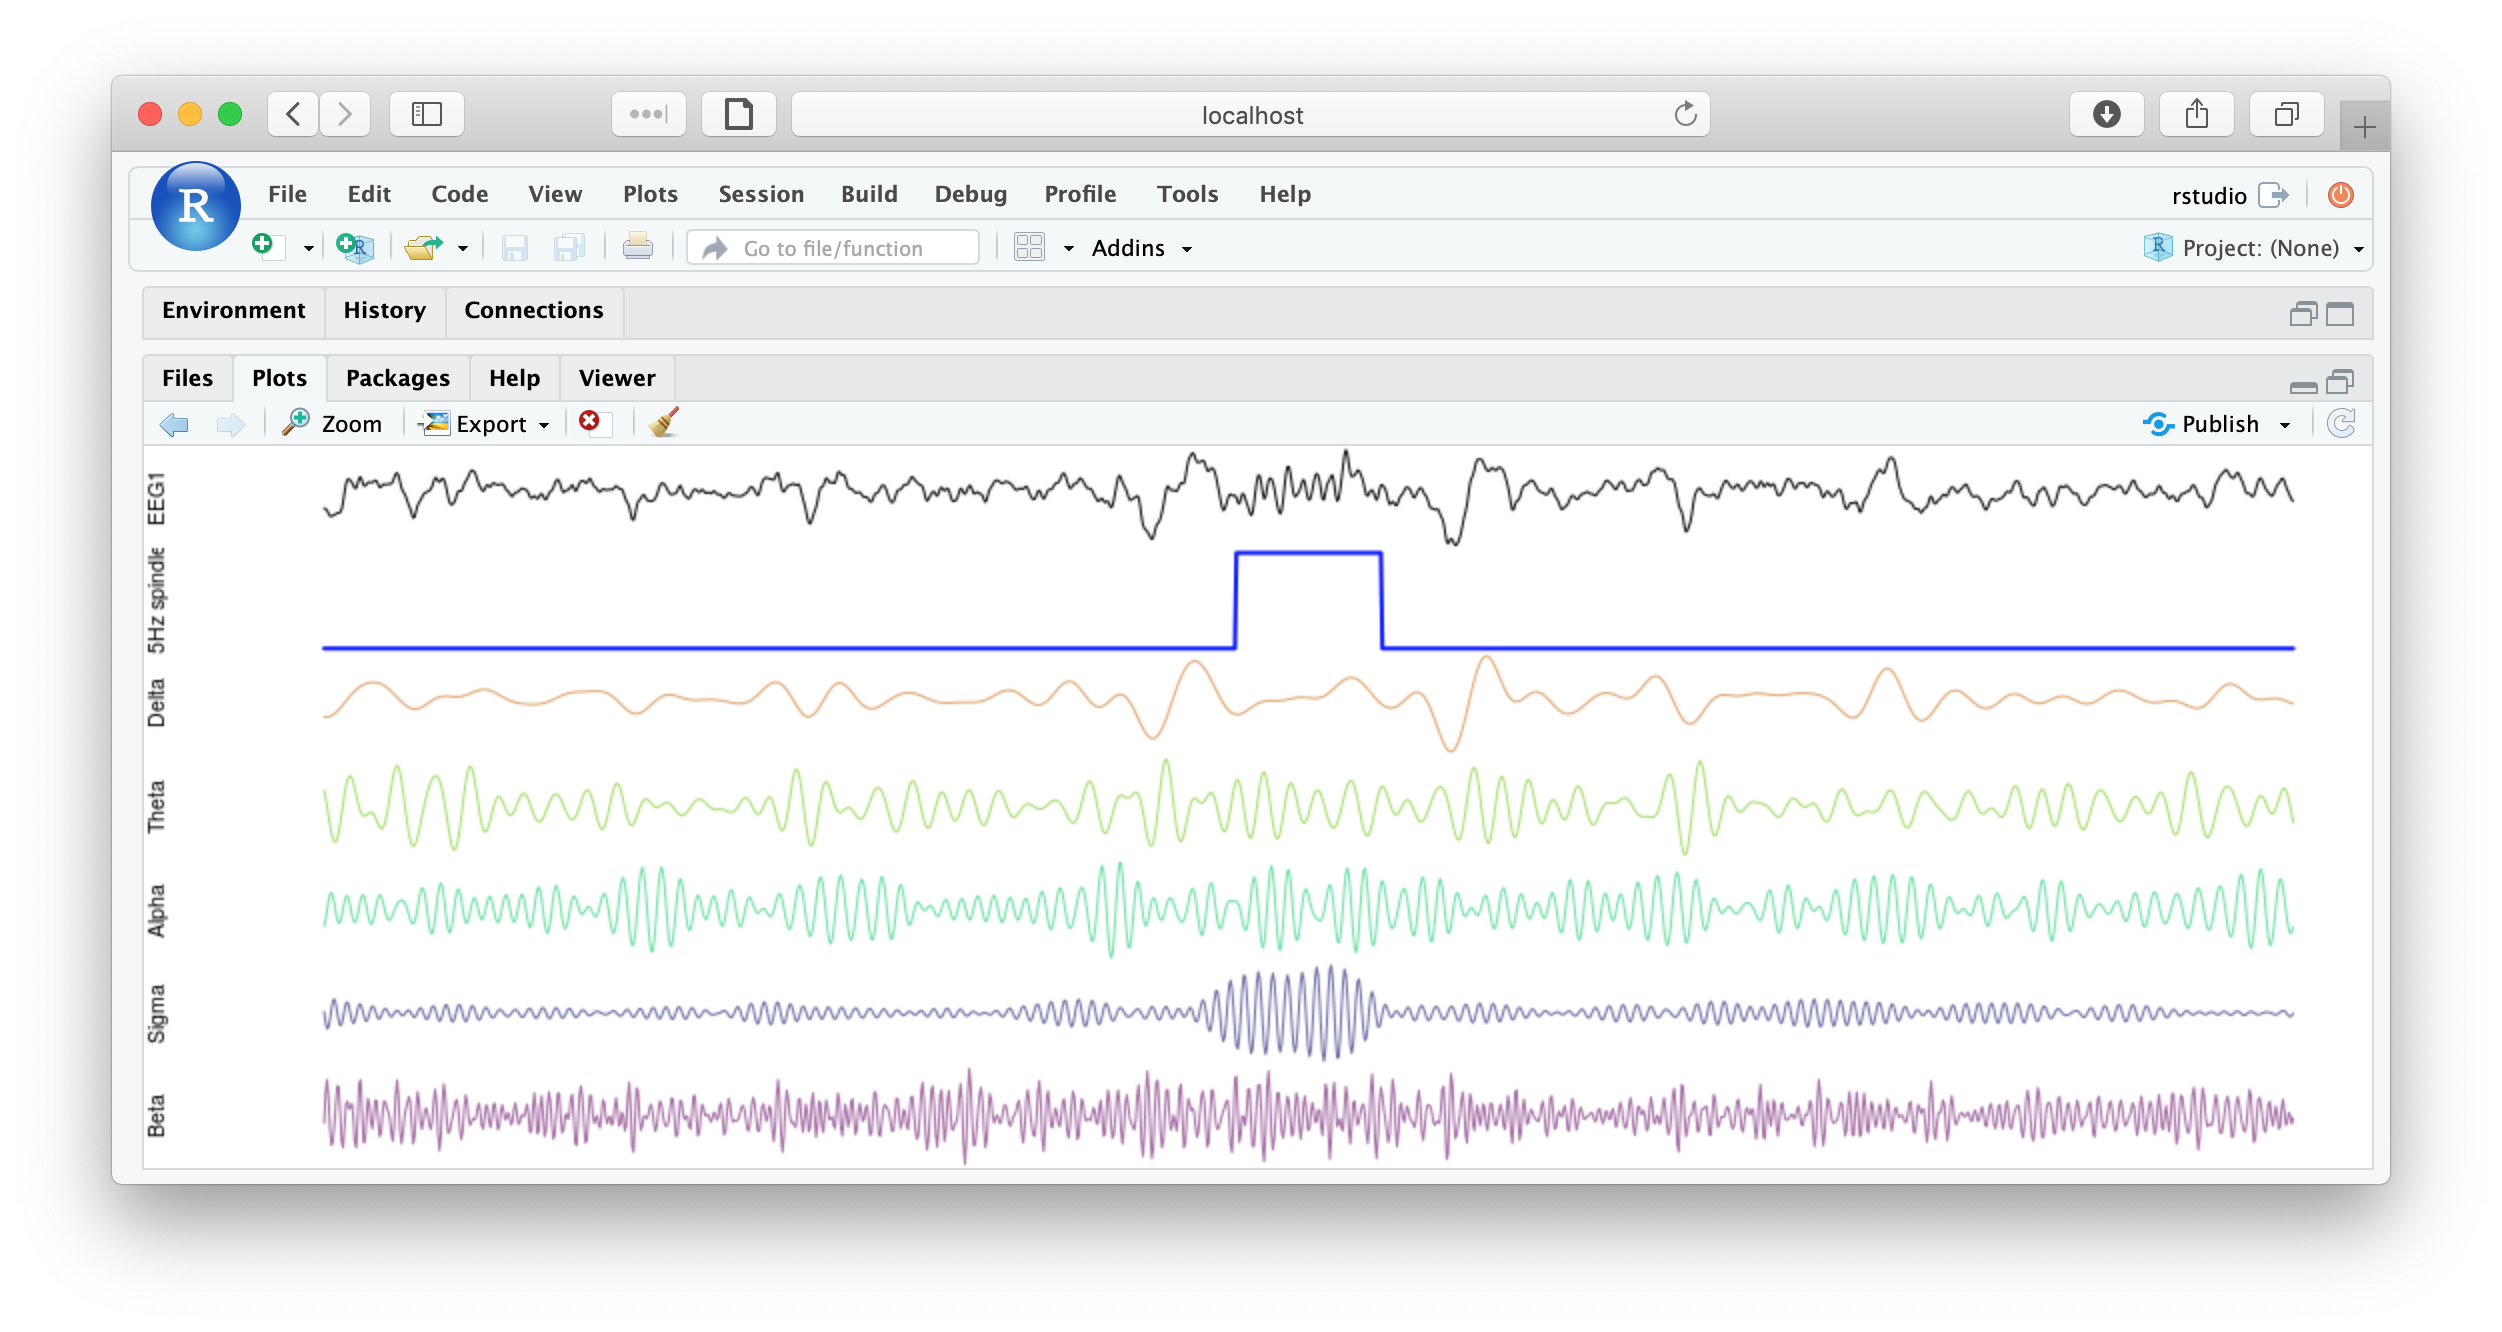 localhost
R File Edit Code View Plots Session Build Debug Profile Tools Help rstudio
R Go to file/function Addins R Project: (None)
Environment History Connections
Files Plots Packages Help Viewer
Zoom Export Publish
EEG1
5Hz spindle
Delta
Theta
Alpha
Sigma
Beta